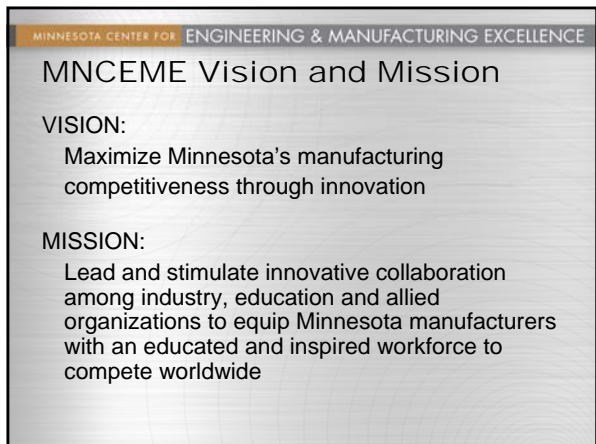 MINNESOTA CENTER FOR ENGINEERING & MANUFACTURING EXCELLENCE
MNCEME Vision and Mission
VISION:
Maximize Minnesota's manufacturing
competitiveness through innovation
MISSION:
Lead and stimulate innovative collaboration
among industry, education and allied
organizations to equip Minnesota manufacturers
with an educated and inspired workforce to
compete worldwide